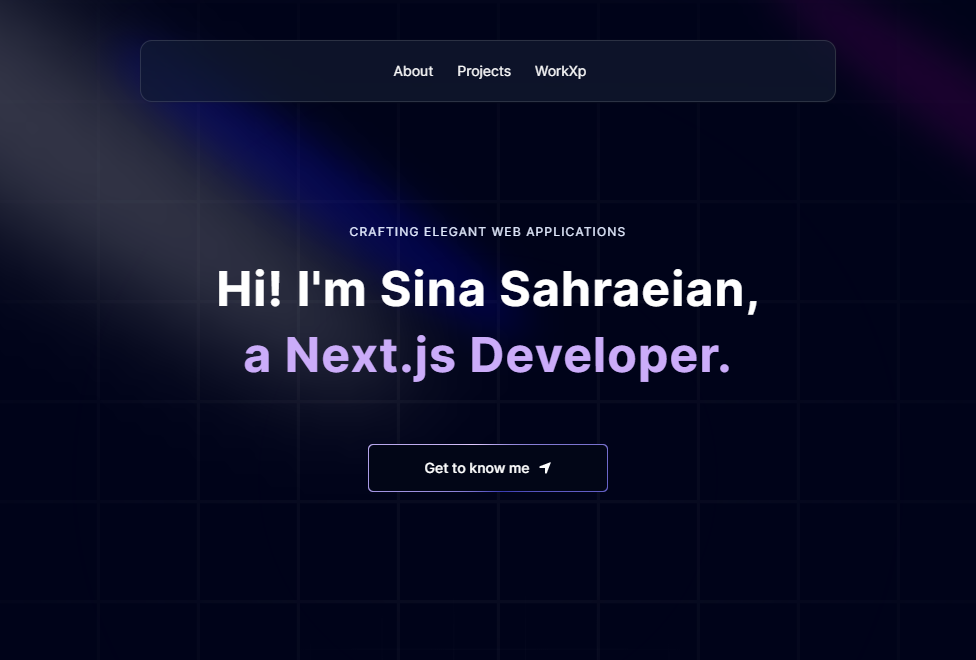 About Projects WorkXp
CRAFTING ELEGANT WEB APPLICATIONS
Hi! I'm Sina Sahraeian,
a Next.js Developer.
Get to know me